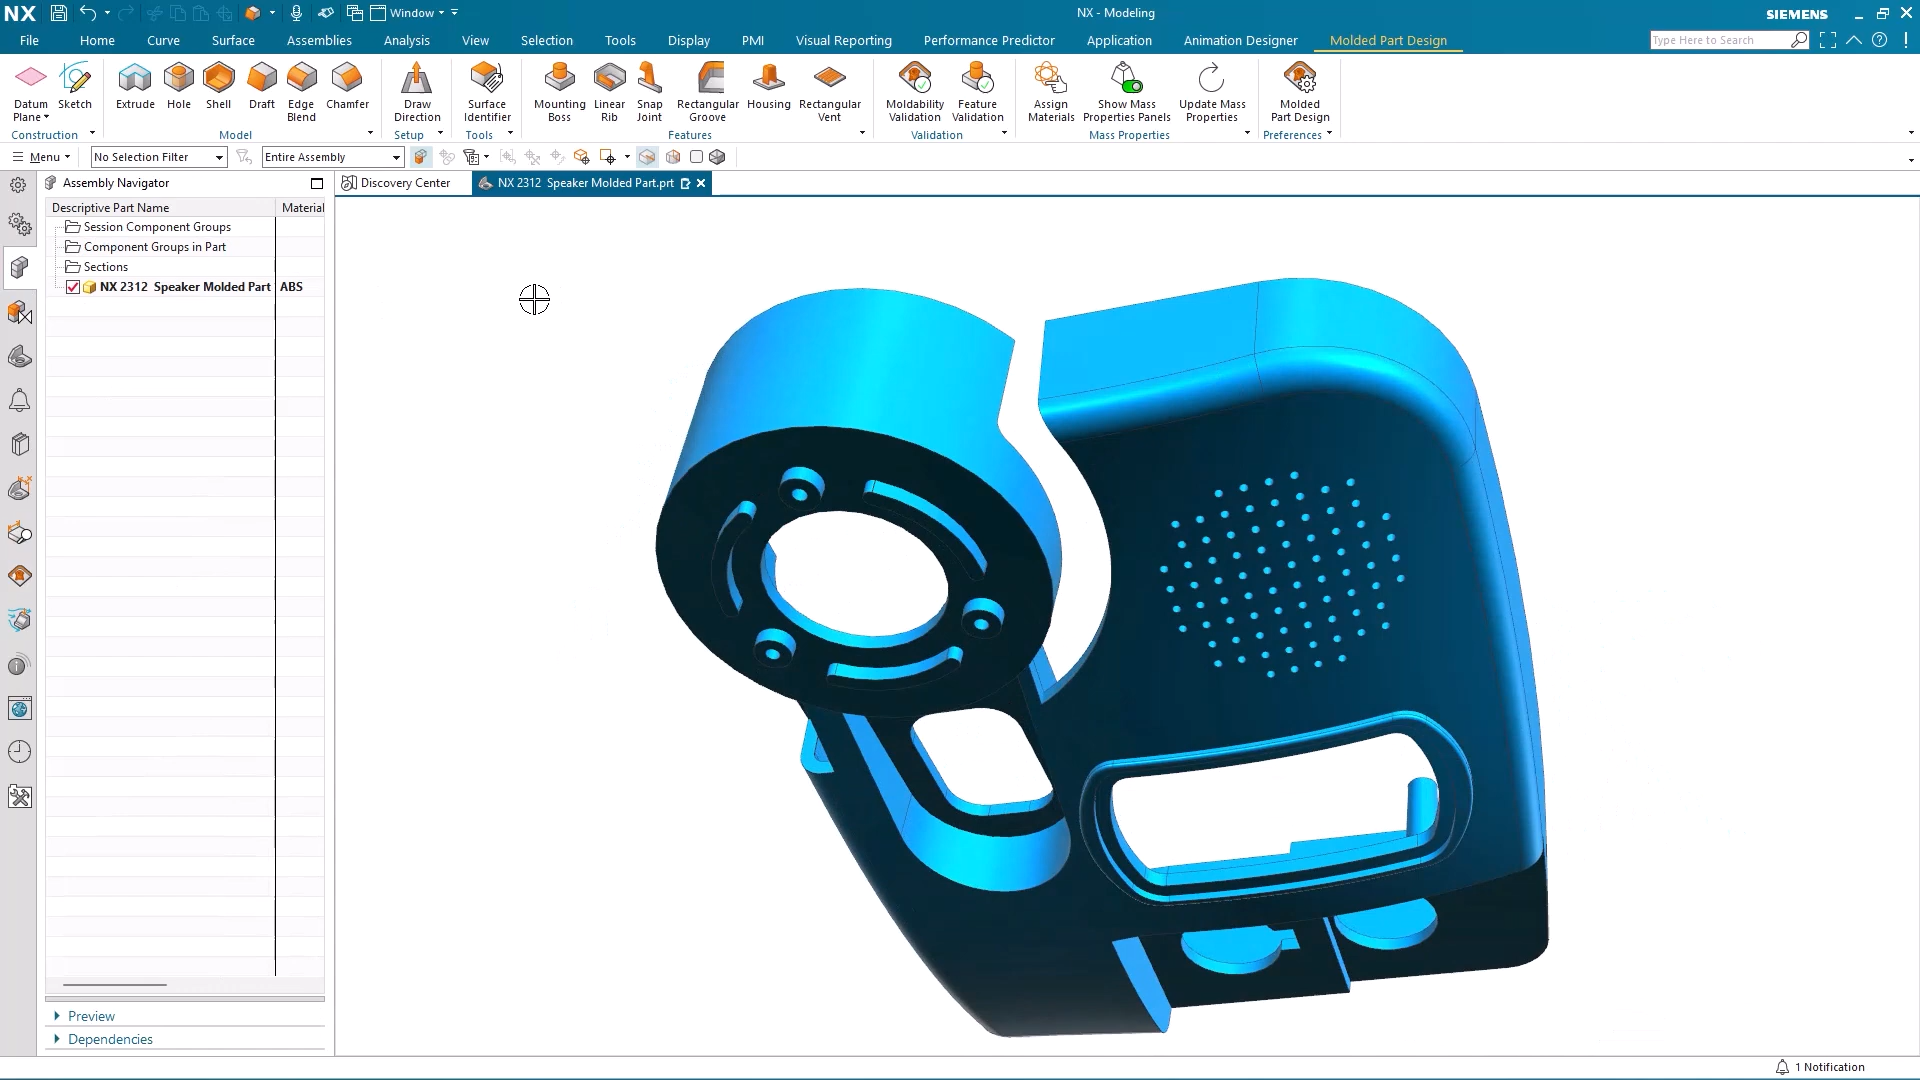 NX Window NX - Modeling SIEMENS
File Home Curve Surface Assemblies Analysis View Selection Tools Display PMI Visual Reporting Performance Predictor Application Animation Designer Molded Part Design Type Here to Search
Datum Plane Sketch Extrude Hole Shell Draft Edge Blend Chamfer Draw Direction Surface Identifier Mounting Boss Linear Rib Snap Joint Rectangular Groove Housing Rectangular Vent Moldability Validation Feature Validation Assign Materials Show Mass Properties Panels Update Mass Properties Molded Part Design
Construction Model Setup Tools Features Validation Mass Properties Preferences
Menu No Selection Filter Entire Assembly
Assembly Navigator Discovery Center NX 2312 Speaker Molded Part.prt
Descriptive Part Name Material
Session Component Groups
Component Groups in Part
Sections
NX 2312 Speaker Molded Part ABS
Preview
Dependencies
1 Notification